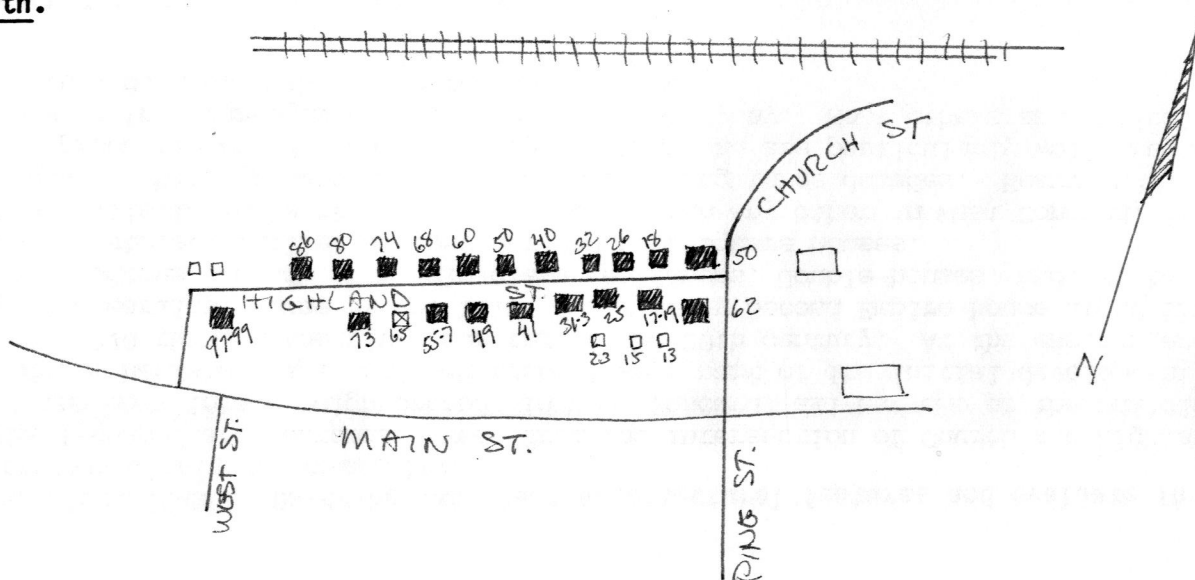 th.
CHURCH ST
86 80 74 68 60 50 40 32 26 18 50
HIGHLAND ST.
97-99 73 65 55-7 49 41 31-3 25 17-19 62
23 15 13
N
MAIN ST.
WEST ST.
PINE ST.